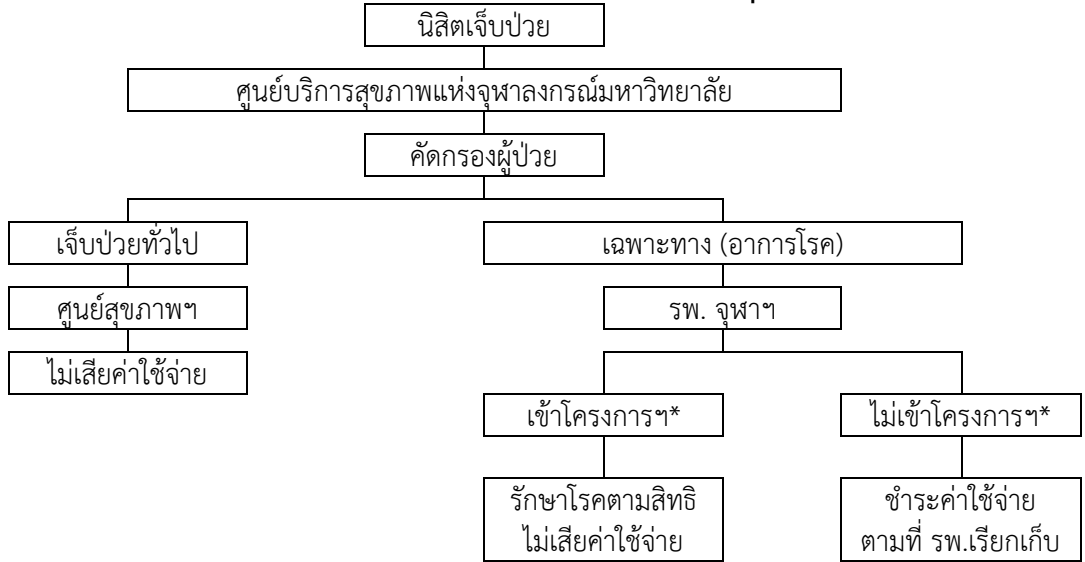 นิสิตเจ็บป่วย
ศูนย์บริการสุขภาพแห่งจุฬาลงกรณ์มหาวิทยาลัย
คัดกรองผู้ป่วย
เจ็บป่วยทั่วไป
เฉพาะทาง (อาการโรค)
ศูนย์สุขภาพฯ
รพ. จุฬาฯ
ไม่เสียค่าใช้จ่าย
เข้าโครงการฯ*
ไม่เข้าโครงการฯ*
รักษาโรคตามสิทธิ
ไม่เสียค่าใช้จ่าย
ชำระค่าใช้จ่าย
ตามที่ รพ.เรียกเก็บ